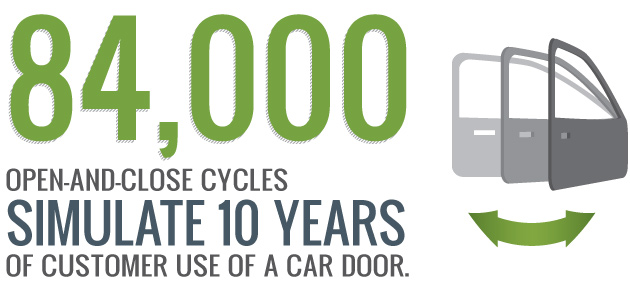 84,000
OPEN-AND-CLOSE CYCLES
SIMULATE 10 YEARS
OF CUSTOMER USE OF A CAR DOOR.